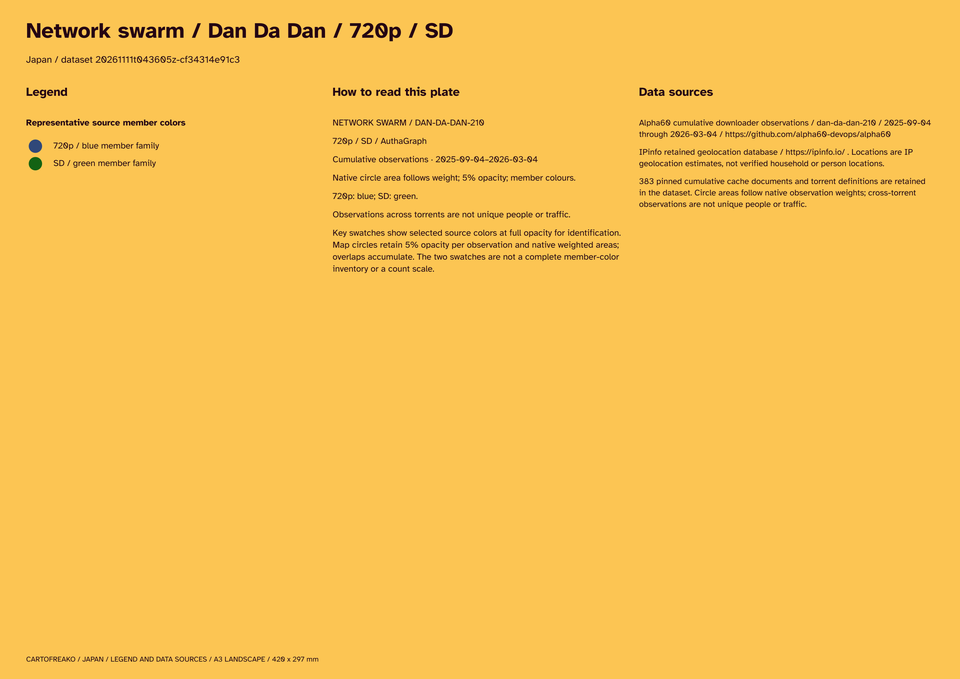 Network swarm / Dan Da Dan / 720p / SD
Japan / dataset 20261111t043605z-cf34314e91c3
Legend
Representative source member colors
720p / blue member family
SD / green member family
How to read this plate
NETWORK SWARM / DAN-DA-DAN-210
720p / SD / AuthaGraph
Cumulative observations · 2025-09-04–2026-03-04
Native circle area follows weight; 5% opacity; member colours.
720p: blue; SD: green.
Observations across torrents are not unique people or traffic.
Key swatches show selected source colors at full opacity for identification.
Map circles retain 5% opacity per observation and native weighted areas;
overlaps accumulate. The two swatches are not a complete member-color
inventory or a count scale.
Data sources
Alpha60 cumulative downloader observations / dan-da-dan-210 / 2025-09-04
through 2026-03-04 / https://github.com/alpha60-devops/alpha60
IPinfo retained geolocation database / https://ipinfo.io/ . Locations are IP
geolocation estimates, not verified household or person locations.
383 pinned cumulative cache documents and torrent definitions are retained
in the dataset. Circle areas follow native observation weights; cross-torrent
observations are not unique people or traffic.
CARTOFREAKO / JAPAN / LEGEND AND DATA SOURCES / A3 LANDSCAPE / 420 x 297 mm